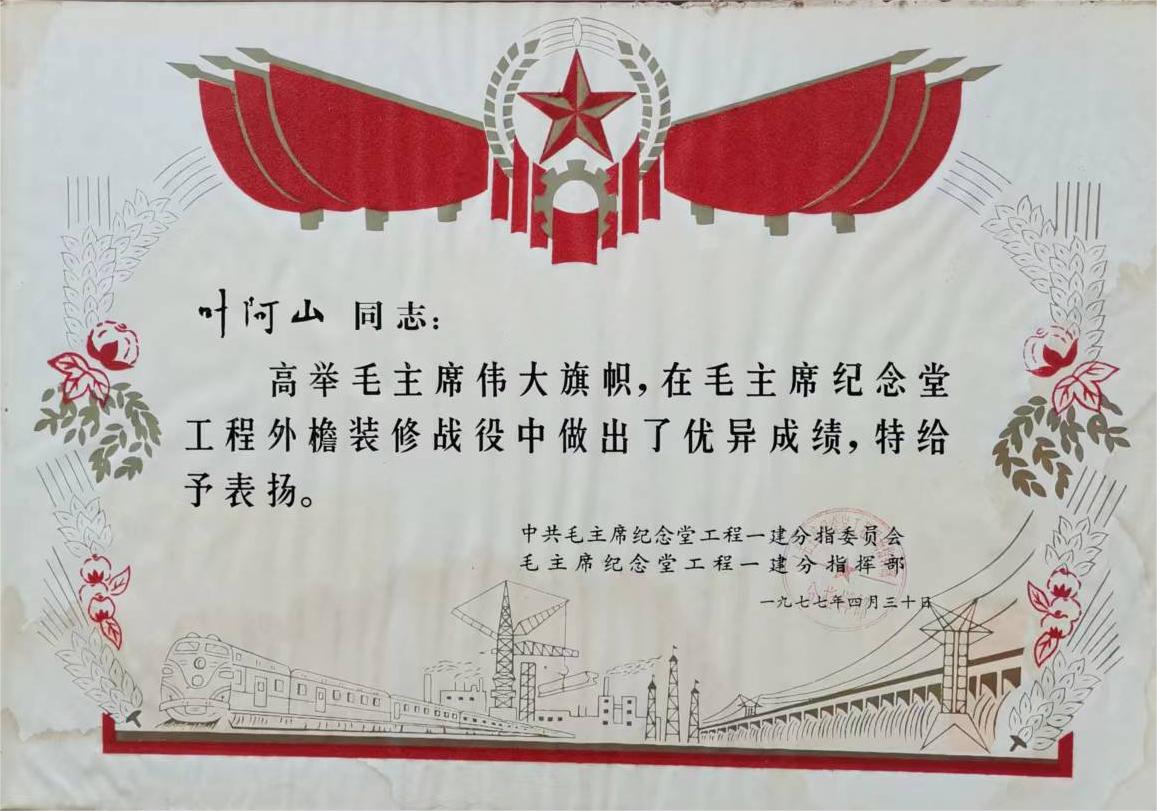 叶阿山 同志：
高举毛主席伟大旗帜，在毛主席纪念堂
工程外檐装修战役中做出了优异成绩，特给
予表扬。
中共毛主席纪念堂工程一建分指委员会
毛主席纪念堂工程一建分指挥部
一九七七年四月三十日